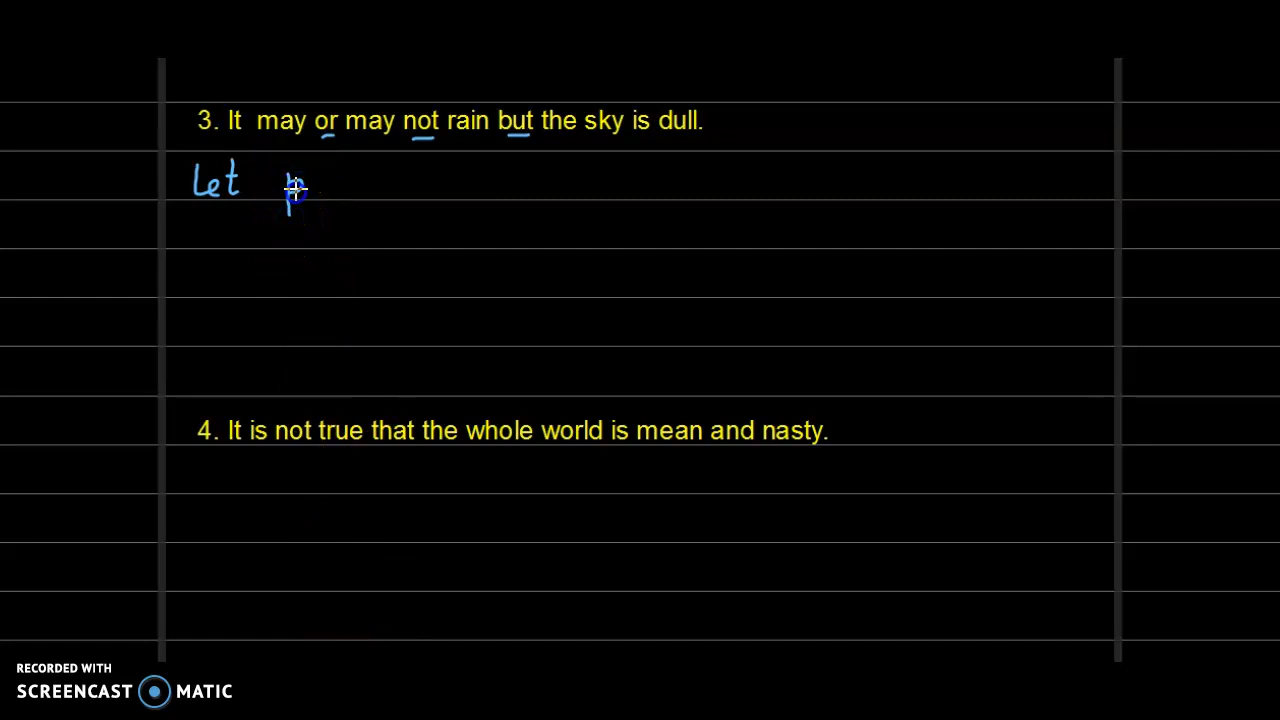 3. It may or may not rain but the sky is dull.
Let p
4. It is not true that the whole world is mean and nasty.
RECORDED WITH
SCREENCAST MATIC